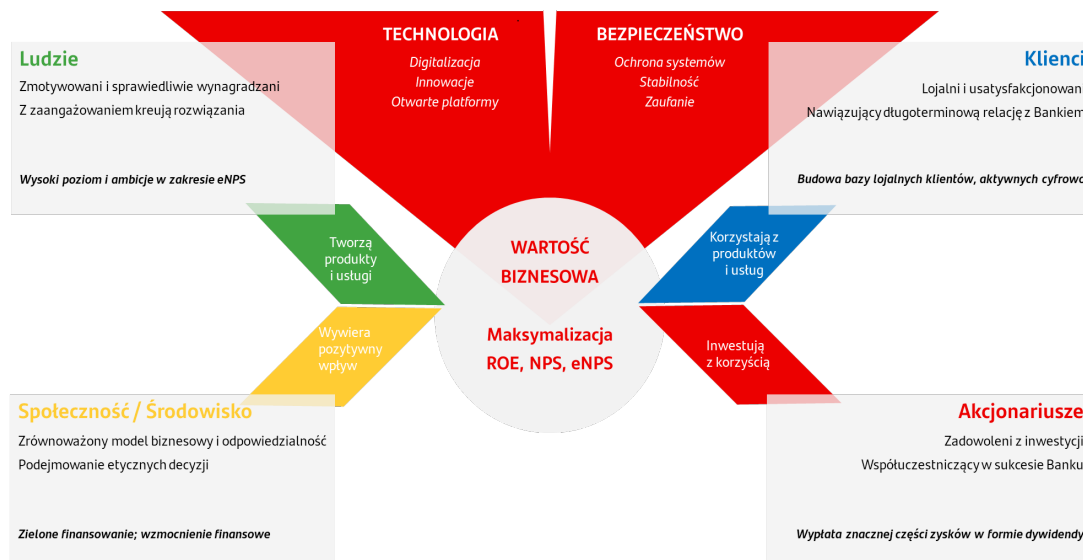 TECHNOLOGIA
Digitalizacja
Innowacje
Otwarte platformy
BEZPIECZEŃSTWO
Ochrona systemów
Stabilność
Zaufanie
Ludzie
Zmotywowani i sprawiedliwie wynagradzani
Z zaangażowaniem kreują rozwiązania
Wysoki poziom i ambicje w zakresie eNPS
Klienci
Lojalni i usatysfakcjonowani
Nawiązujący długoterminową relację z Bankiem
Budowa bazy lojalnych klientów, aktywnych cyfrowo
Tworzą
produkty
i usługi
WARTOŚĆ
BIZNESOWA
Maksymalizacja
ROE, NPS, eNPS
Korzystają z
produktów
i usług
Wywiera
pozytywny
wpływ
Inwestują
z korzyścią
Społeczność / Środowisko
Zrównoważony model biznesowy i odpowiedzialność
Podejmowanie etycznych decyzji
Zielone finansowanie; wzmocnienie finansowe
Akcjonariusze
Zadowoleni z inwestycji
Współuczestniczący w sukcesie Banku
Wypłata znacznej części zysków w formie dywidendy